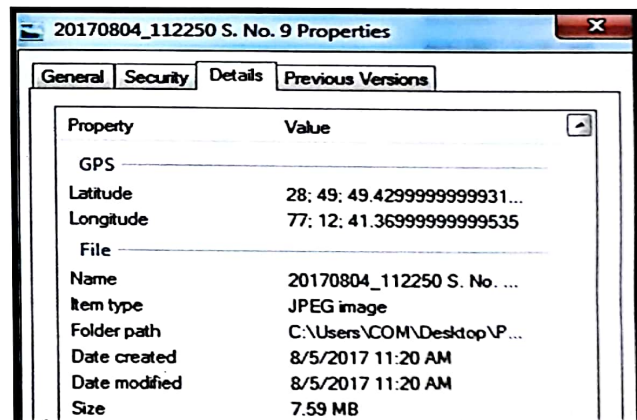 20170804_112250 S. No. 9 Properties
General Security Details Previous Versions
Property Value
GPS
Latitude 28; 49; 49.4299999999931...
Longitude 77; 12; 41.36999999999535
File
Name 20170804_112250 S. No. ...
Item type JPEG image
Folder path C:\Users\COM\Desktop\P...
Date created 8/5/2017 11:20 AM
Date modified 8/5/2017 11:20 AM
Size 7.59 MB